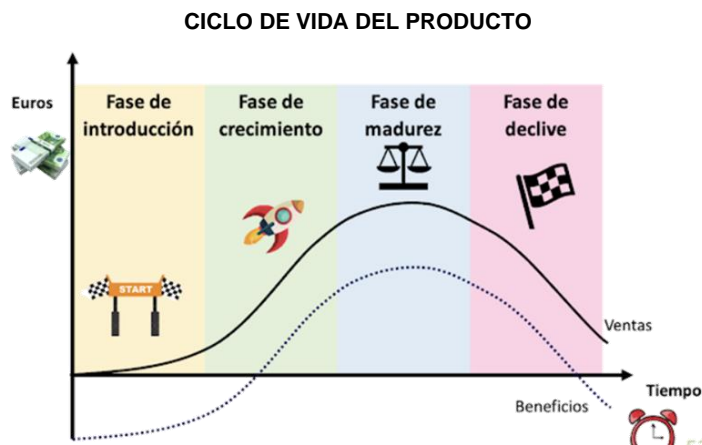 CICLO DE VIDA DEL PRODUCTO
Euros
Fase de
introducción
Fase de
crecimiento
Fase de
madurez
Fase de
declive
START
Ventas
Beneficios
Tiempo